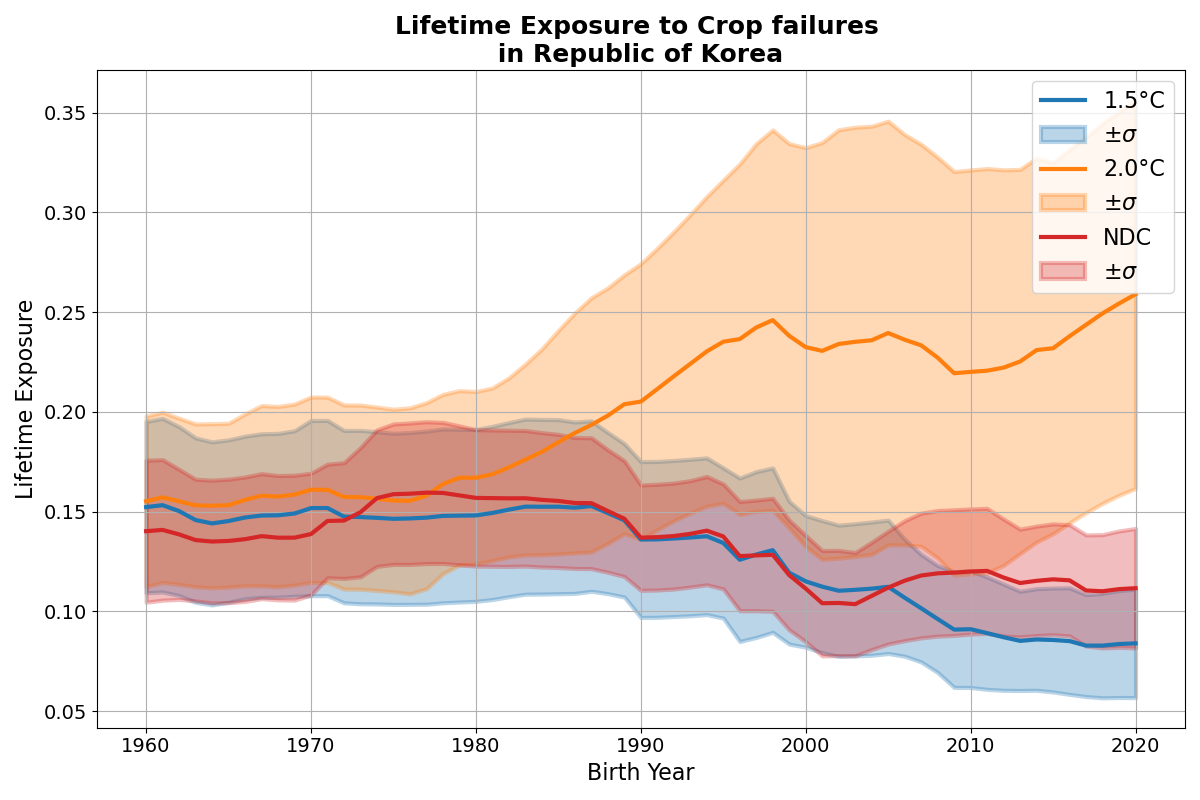 Lifetime Exposure to Crop failures
in Republic of Korea
Lifetime Exposure
0.35
0.30
0.25
0.20
0.15
0.10
0.05
1.5°C
±σ
2.0°C
±σ
NDC
±σ
1960 1970 1980 1990 2000 2010 2020
Birth Year